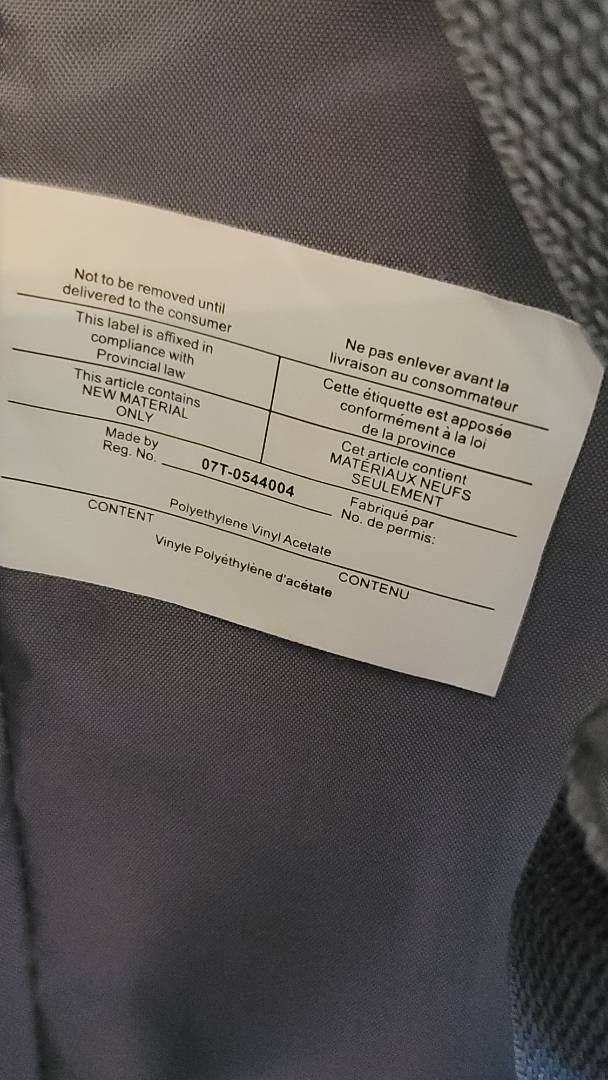 Not to be removed until
delivered to the consumer
Ne pas enlever avant la
livraison au consommateur
This label is affixed in
compliance with
Provincial law
Cette étiquette est apposée
conformément à la loi
de la province
This article contains
NEW MATERIAL
ONLY
Cet article contient
MATÉRIAUX NEUFS
SEULEMENT
Made by
Reg. No.
07T-0544004
Fabriqué par
No. de permis:
CONTENT
Polyethylene Vinyl Acetate
Vinyle Polyéthylène d'acétate
CONTENU